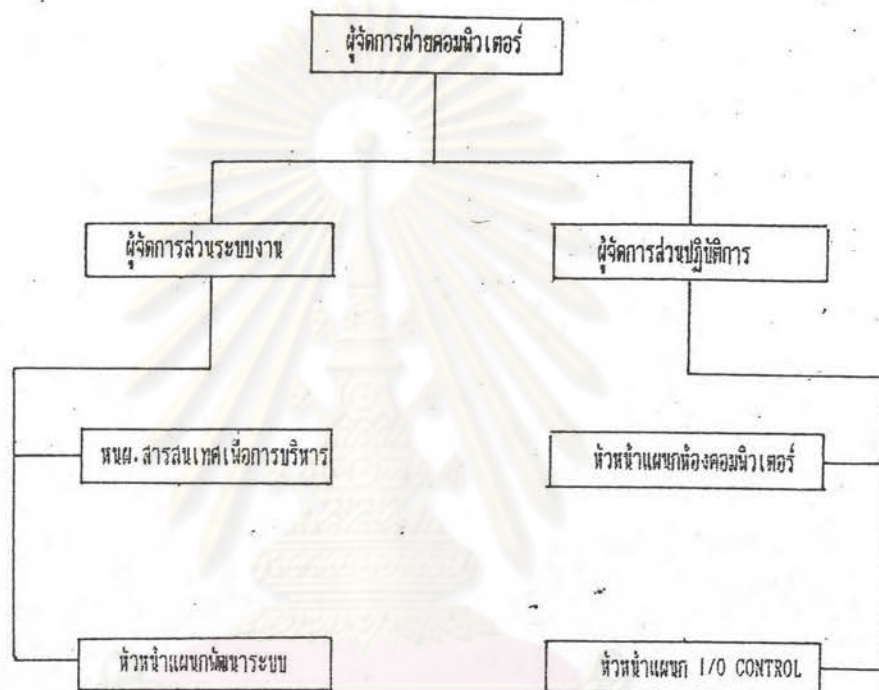 ผู้จัดการฝ่ายคอมพิวเตอร์
ผู้จัดการส่วนระบบงาน
ผู้จัดการส่วนปฏิบัติการ
หนผ.สารสนเทศเพื่อการบริหาร
หัวหน้าแผนกห้องคอมพิวเตอร์
หัวหน้าแผนกพัฒนาระบบ
หัวหน้าแผนก I/O CONTROL